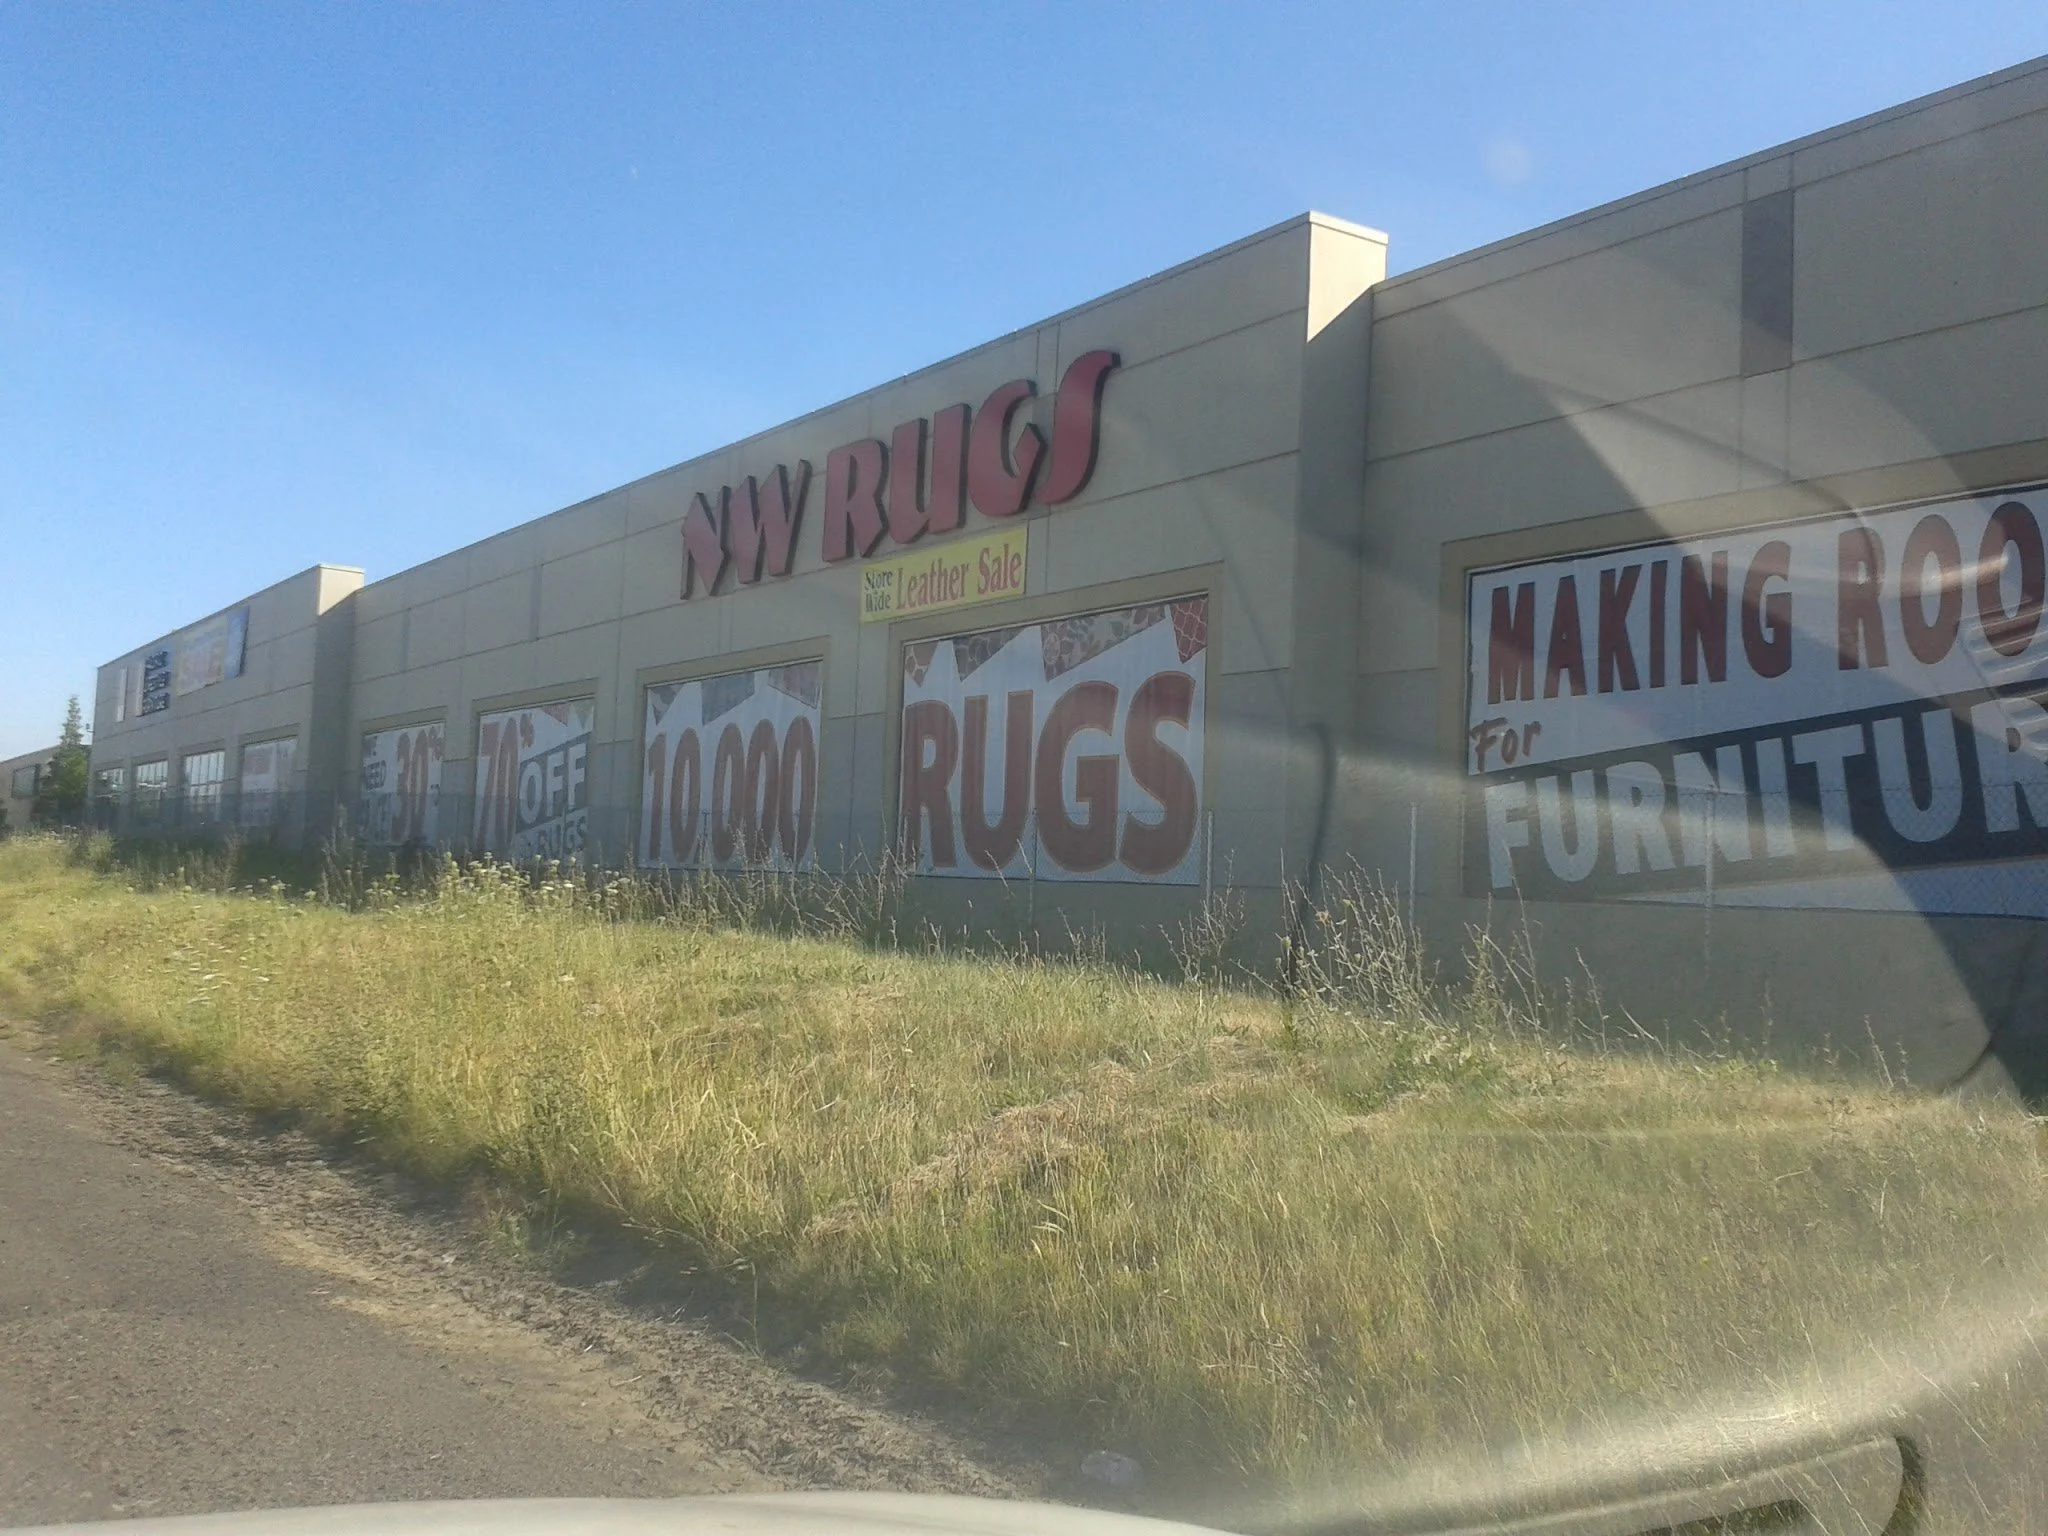 NW RUGS
Store Wide Leather Sale
30%
70% OFF
RUGS
10,000
RUGS
MAKING ROO
For
FURNITUR